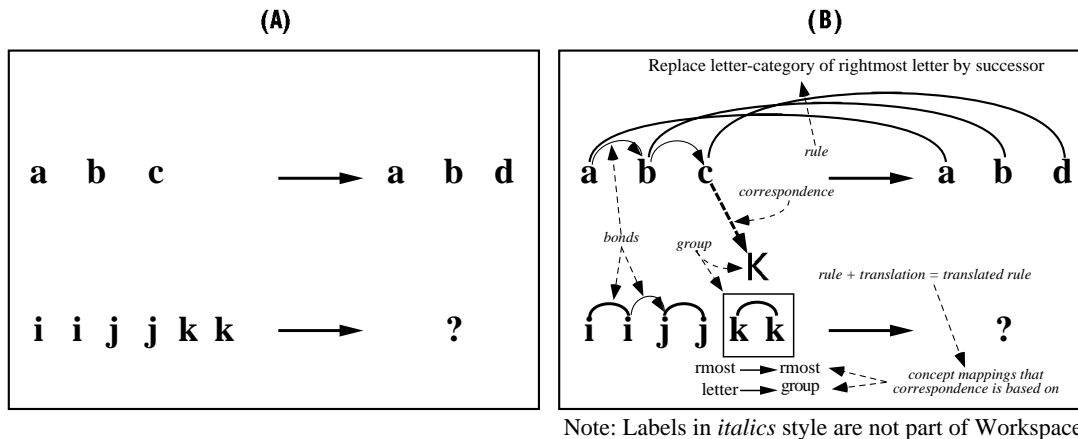 (A)
a b c a b d
i i j j k k ?
(B)
Replace letter-category of rightmost letter by successor
rule
a b c a b d
correspondence
bonds
group
K
rule + translation = translated rule
i i j j k k ?
rmost rmost
letter group
concept mappings that
correspondence is based on
Note: Labels in italics style are not part of Workspace